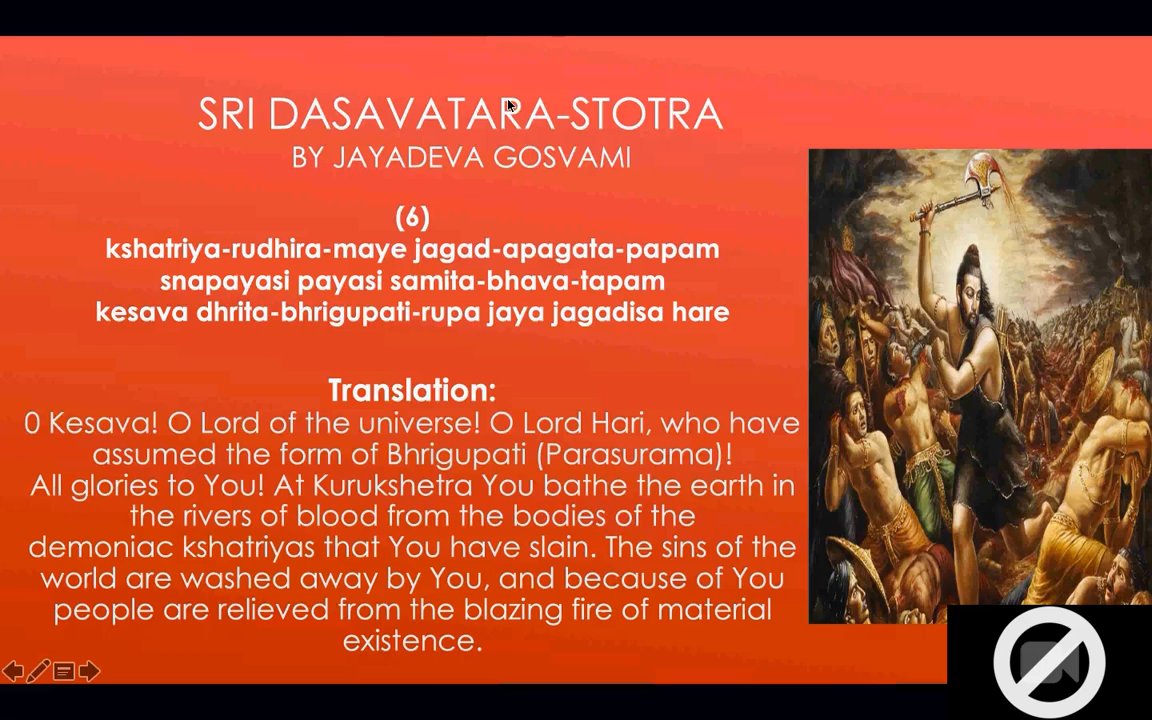 SRI DASAVATARA-STOTRA
BY JAYADEVA GOSVAMI
(6)
kshatriya-rudhira-maye jagad-apagata-papam
snapayasi payasi samita-bhava-tapam
kesava dhrita-bhrigupati-rupa jaya jagadisa hare
Translation:
0 Kesava! O Lord of the universe! O Lord Hari, who have
assumed the form of Bhrigupati (Parasurama)!
All glories to You! At Kurukshetra You bathe the earth in
the rivers of blood from the bodies of the
demoniac kshatriyas that You have slain. The sins of the
world are washed away by You, and because of You
people are relieved from the blazing fire of material
existence.